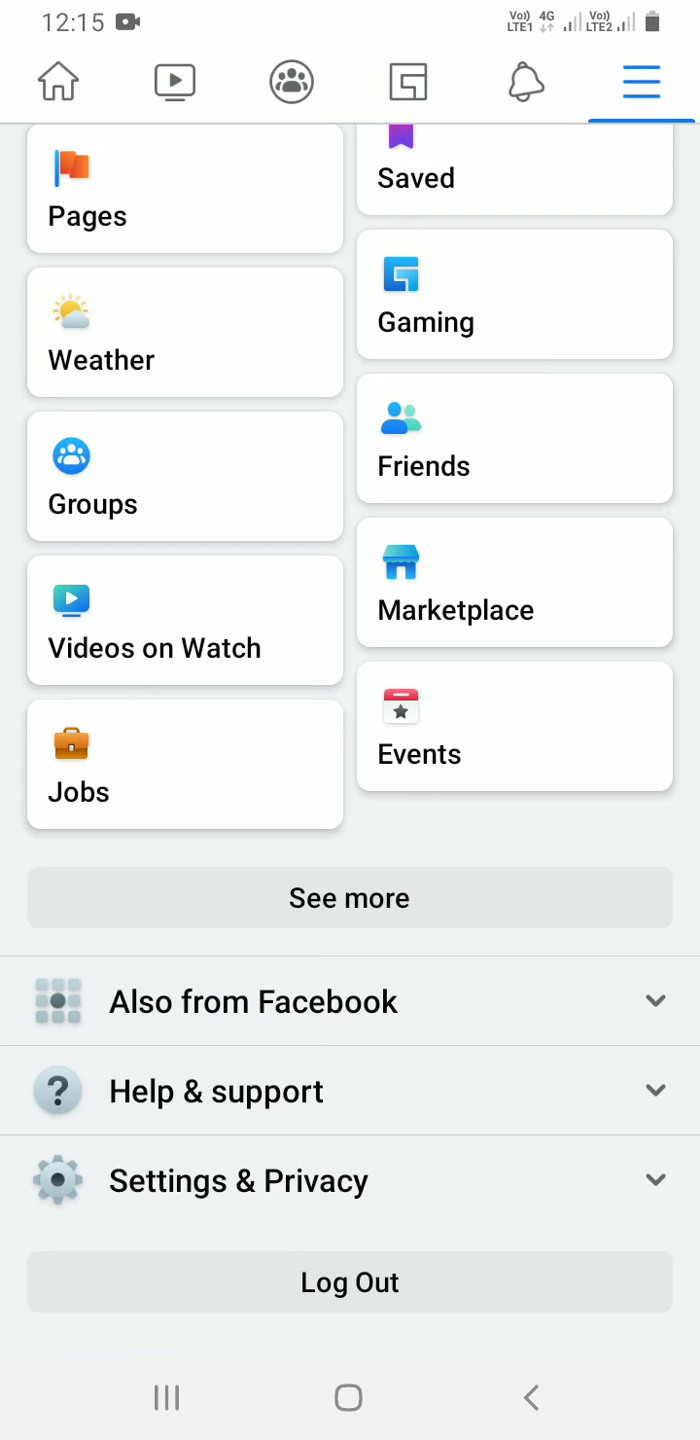 12:15
Vo)) 4G Vo))
LTE1 LTE2
Saved
Pages
Gaming
Weather
Friends
Groups
Marketplace
Videos on Watch
Events
Jobs
See more
Also from Facebook
Help & support
Settings & Privacy
Log Out